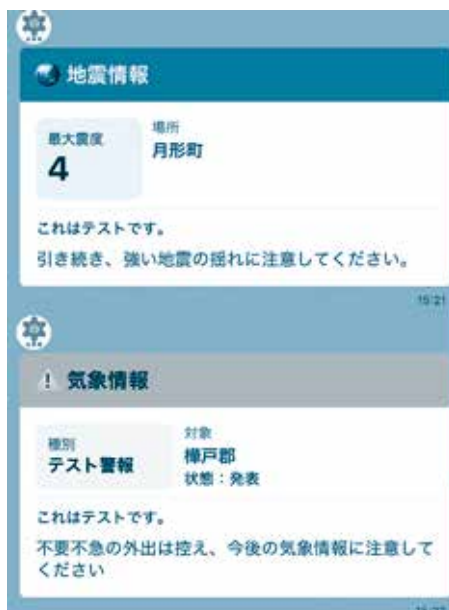 地震情報
最大震度
場所
4
月形町
これはテストです。
引き続き、強い地震の揺れに注意してください。
15:21
! 気象情報
種別
対象
テスト警報
樺戸郡
状態:発表
これはテストです。
不要不急の外出は控え、今後の気象情報に注意して
ください